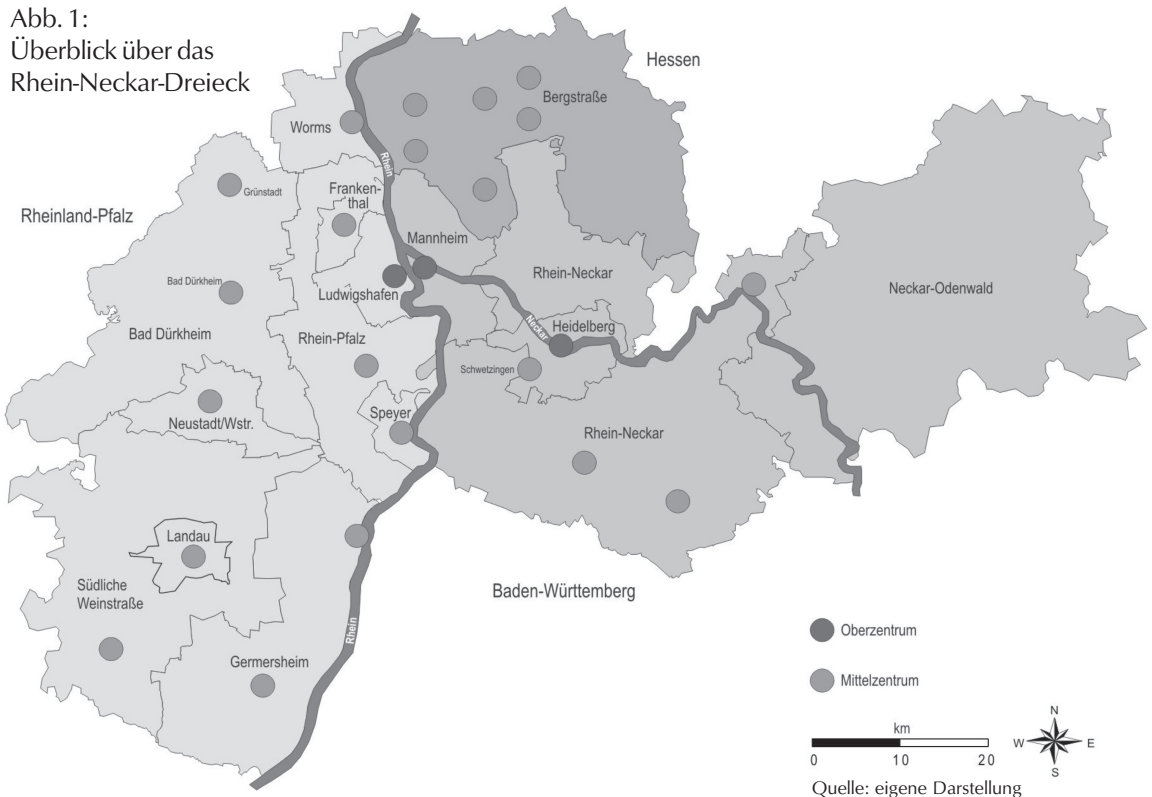 Abb. 1:
Überblick über das
Rhein-Neckar-Dreieck
Hessen
Bergstraße
Worms
Rhein
Grünstadt
Franken-
thal
Rheinland-Pfalz
Mannheim
Rhein-Neckar
Bad Dürkheim
Ludwigshafen
Neckar-Odenwald
Neckar
Heidelberg
Bad Dürkheim
Rhein-Pfalz
Schwetzingen
Speyer
Neustadt/Wstr.
Rhein-Neckar
Landau
Südliche
Weinstraße
Baden-Württemberg
Rhein
Germersheim
Oberzentrum
Mittelzentrum
km
0 10 20
N
W E
S
Quelle: eigene Darstellung